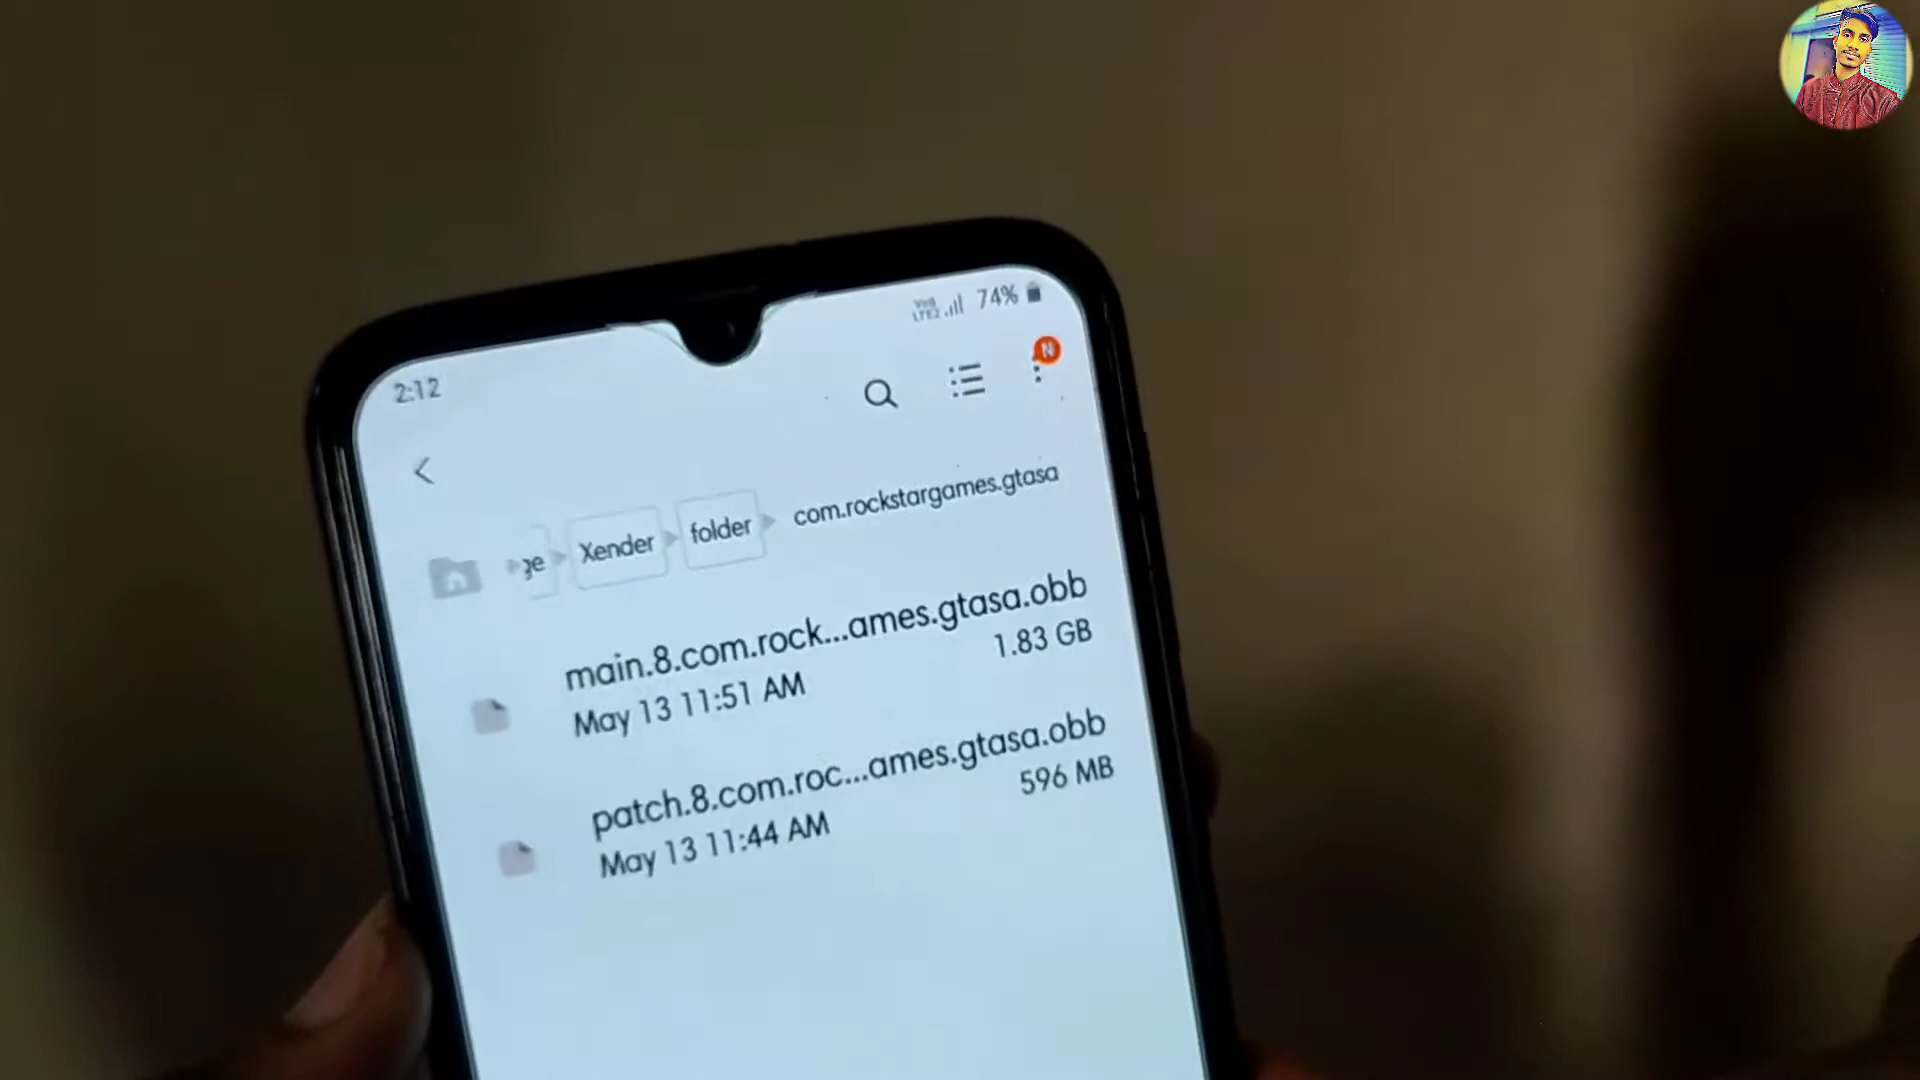 2:12
Vo))
LTE2 74%
N
ge Xender folder com.rockstargames.gtasa
main.8.com.rock...ames.gtasa.obb
May 13 11:51 AM 1.83 GB
patch.8.com.roc...ames.gtasa.obb
May 13 11:44 AM 596 MB